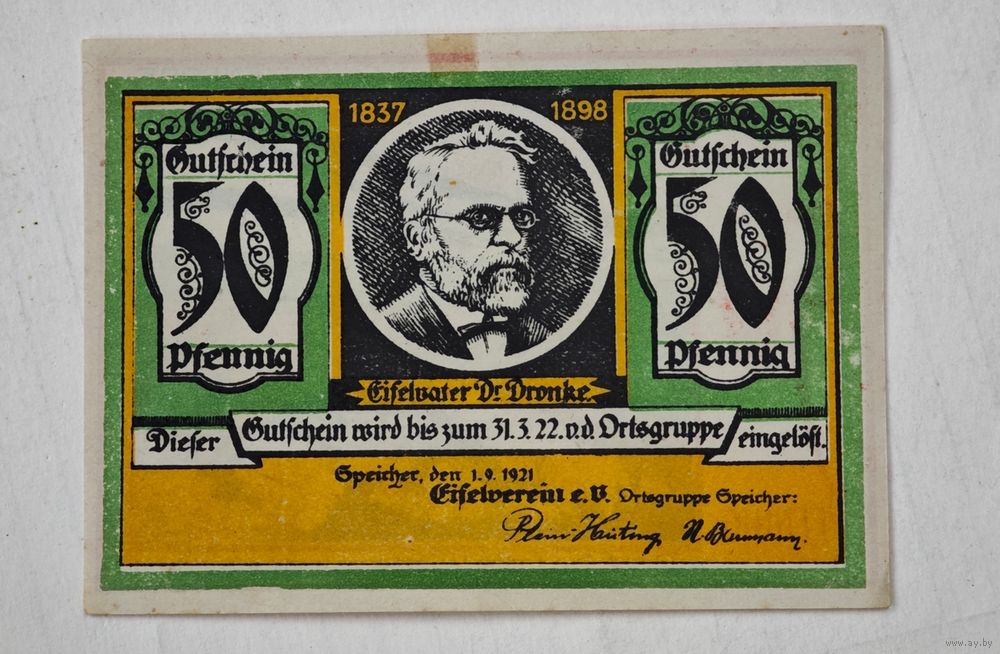 1837 1898
Gutschein
50
Pfennig
Gutschein
50
Pfennig
Eifelvater Dr. Dronke.
Dieser Gutschein wird bis zum 31.3.22. v. d. Ortsgruppe eingelöst.
Speicher, den 1.9.1921
Eifelverein e.V. Ortsgruppe Speicher:
www.ay.by